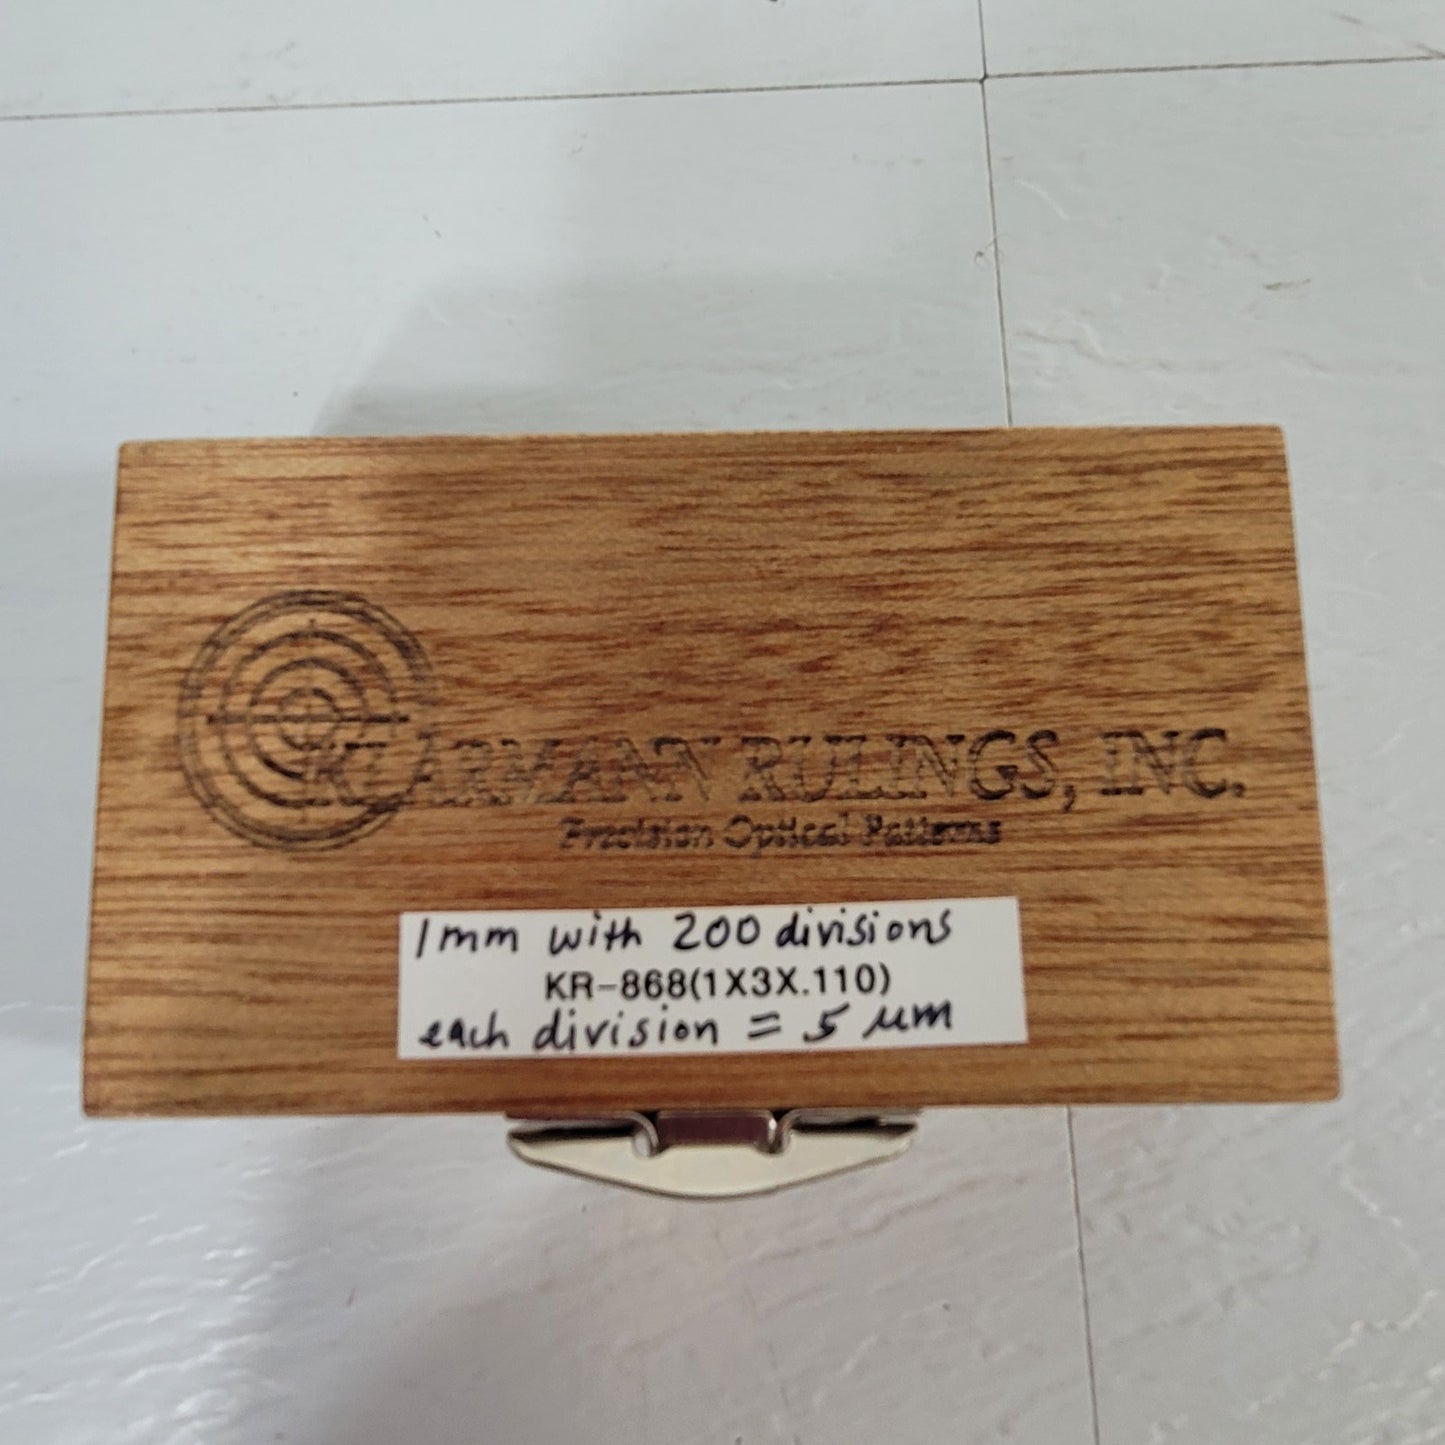 KLARMANN RULINGS, INC.
Precision Optical Patterns
1mm with 200 divisions
KR-868(1X3X.110)
each division = 5 µm